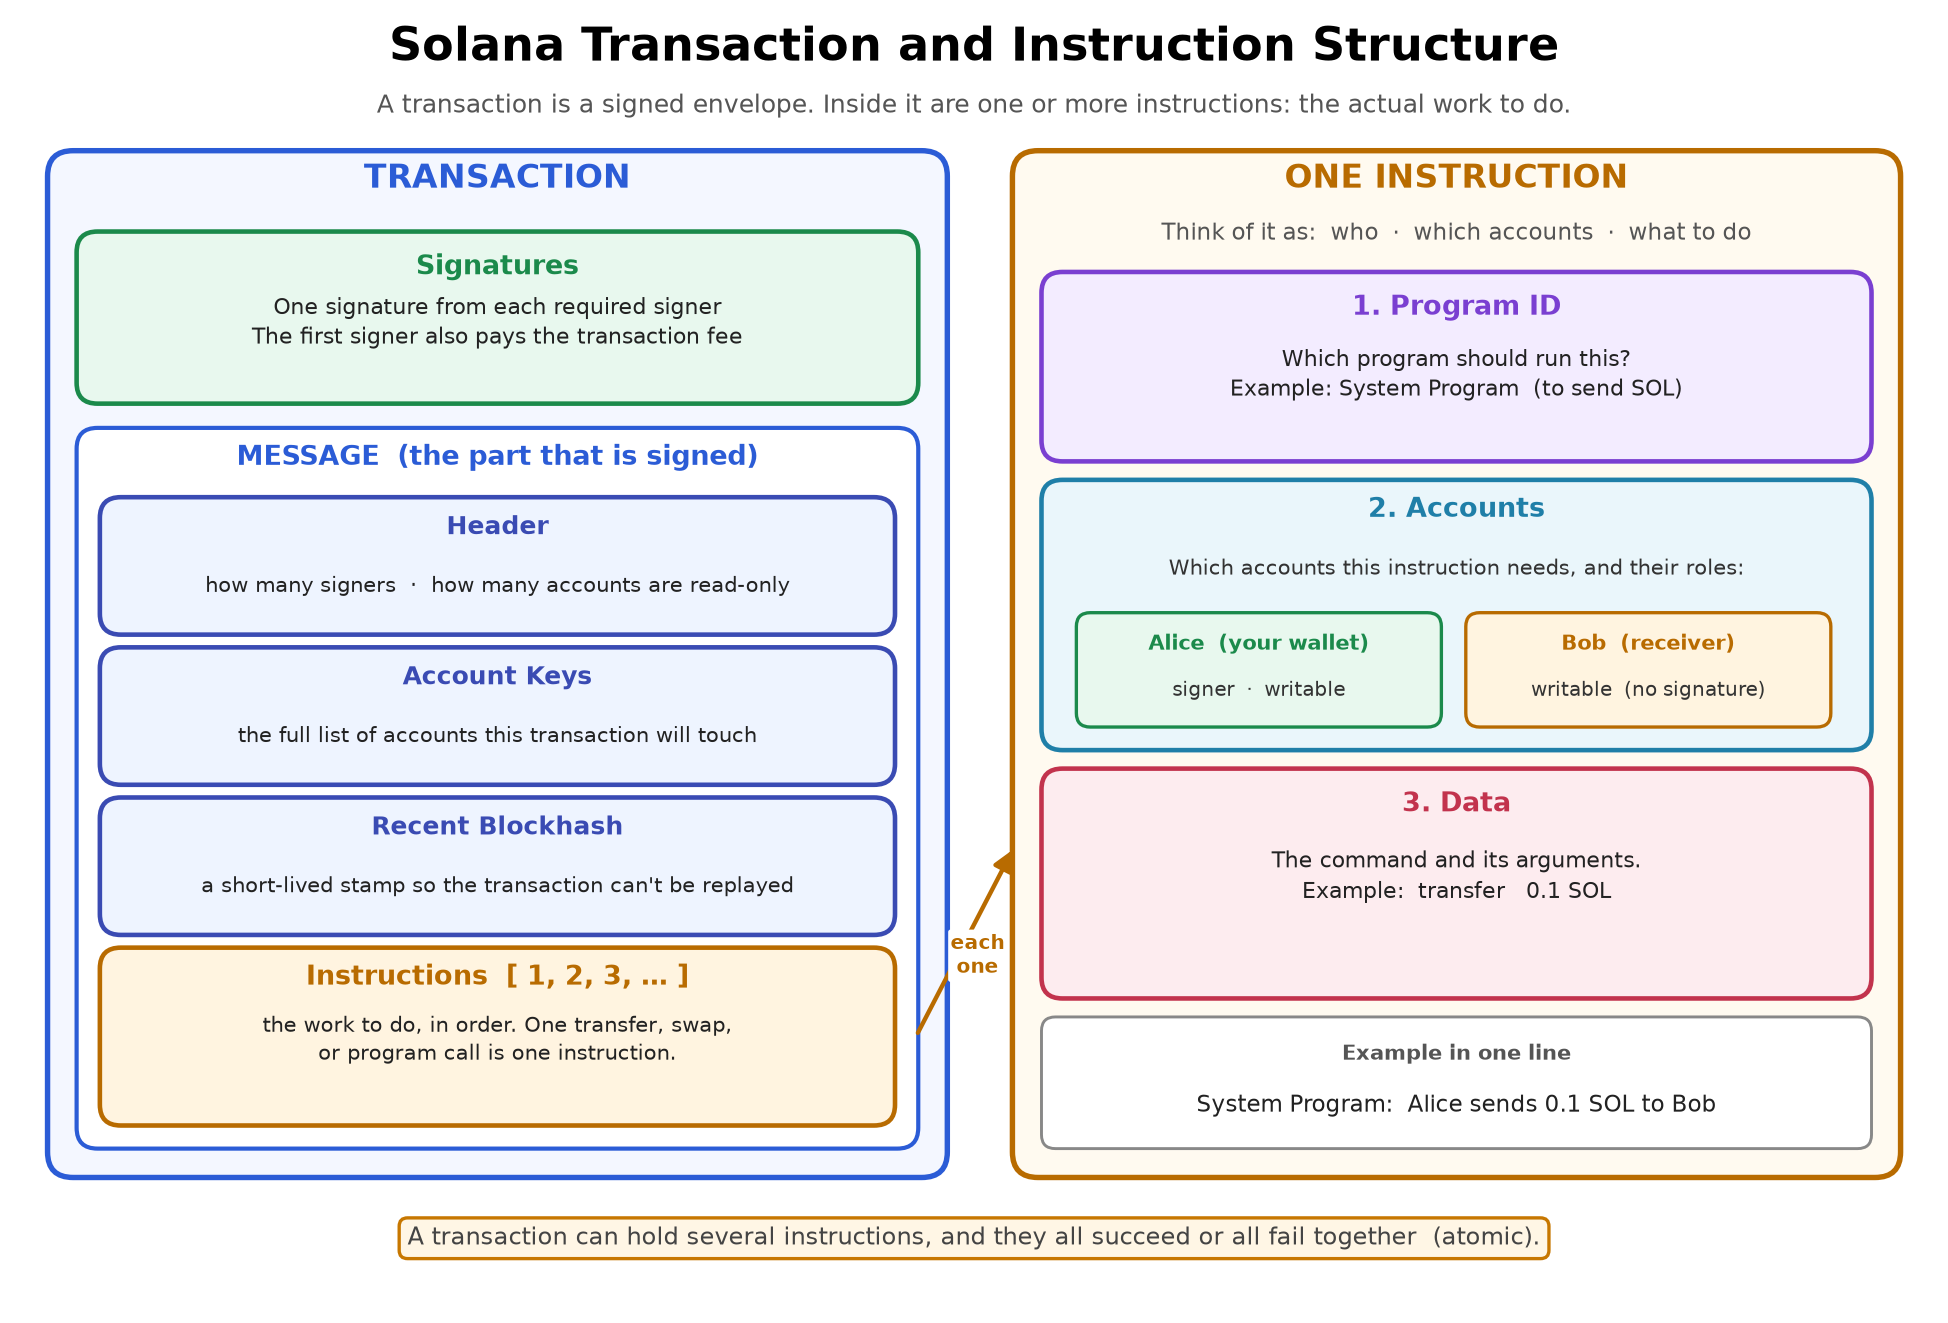 Solana Transaction and Instruction Structure
A transaction is a signed envelope. Inside it are one or more instructions: the actual work to do.
TRANSACTION
Signatures
One signature from each required signer
The first signer also pays the transaction fee
MESSAGE  (the part that is signed)
Header
how many signers  ·  how many accounts are read-only
Account Keys
the full list of accounts this transaction will touch
Recent Blockhash
a short-lived stamp so the transaction can't be replayed
Instructions  [ 1, 2, 3, … ]
the work to do, in order. One transfer, swap,
or program call is one instruction.
each
one
ONE INSTRUCTION
Think of it as:  who  ·  which accounts  ·  what to do
1. Program ID
Which program should run this?
Example: System Program  (to send SOL)
2. Accounts
Which accounts this instruction needs, and their roles:
Alice  (your wallet)
signer  ·  writable
Bob  (receiver)
writable  (no signature)
3. Data
The command and its arguments.
Example:  transfer   0.1 SOL
Example in one line
System Program:  Alice sends 0.1 SOL to Bob
A transaction can hold several instructions, and they all succeed or all fail together  (atomic).